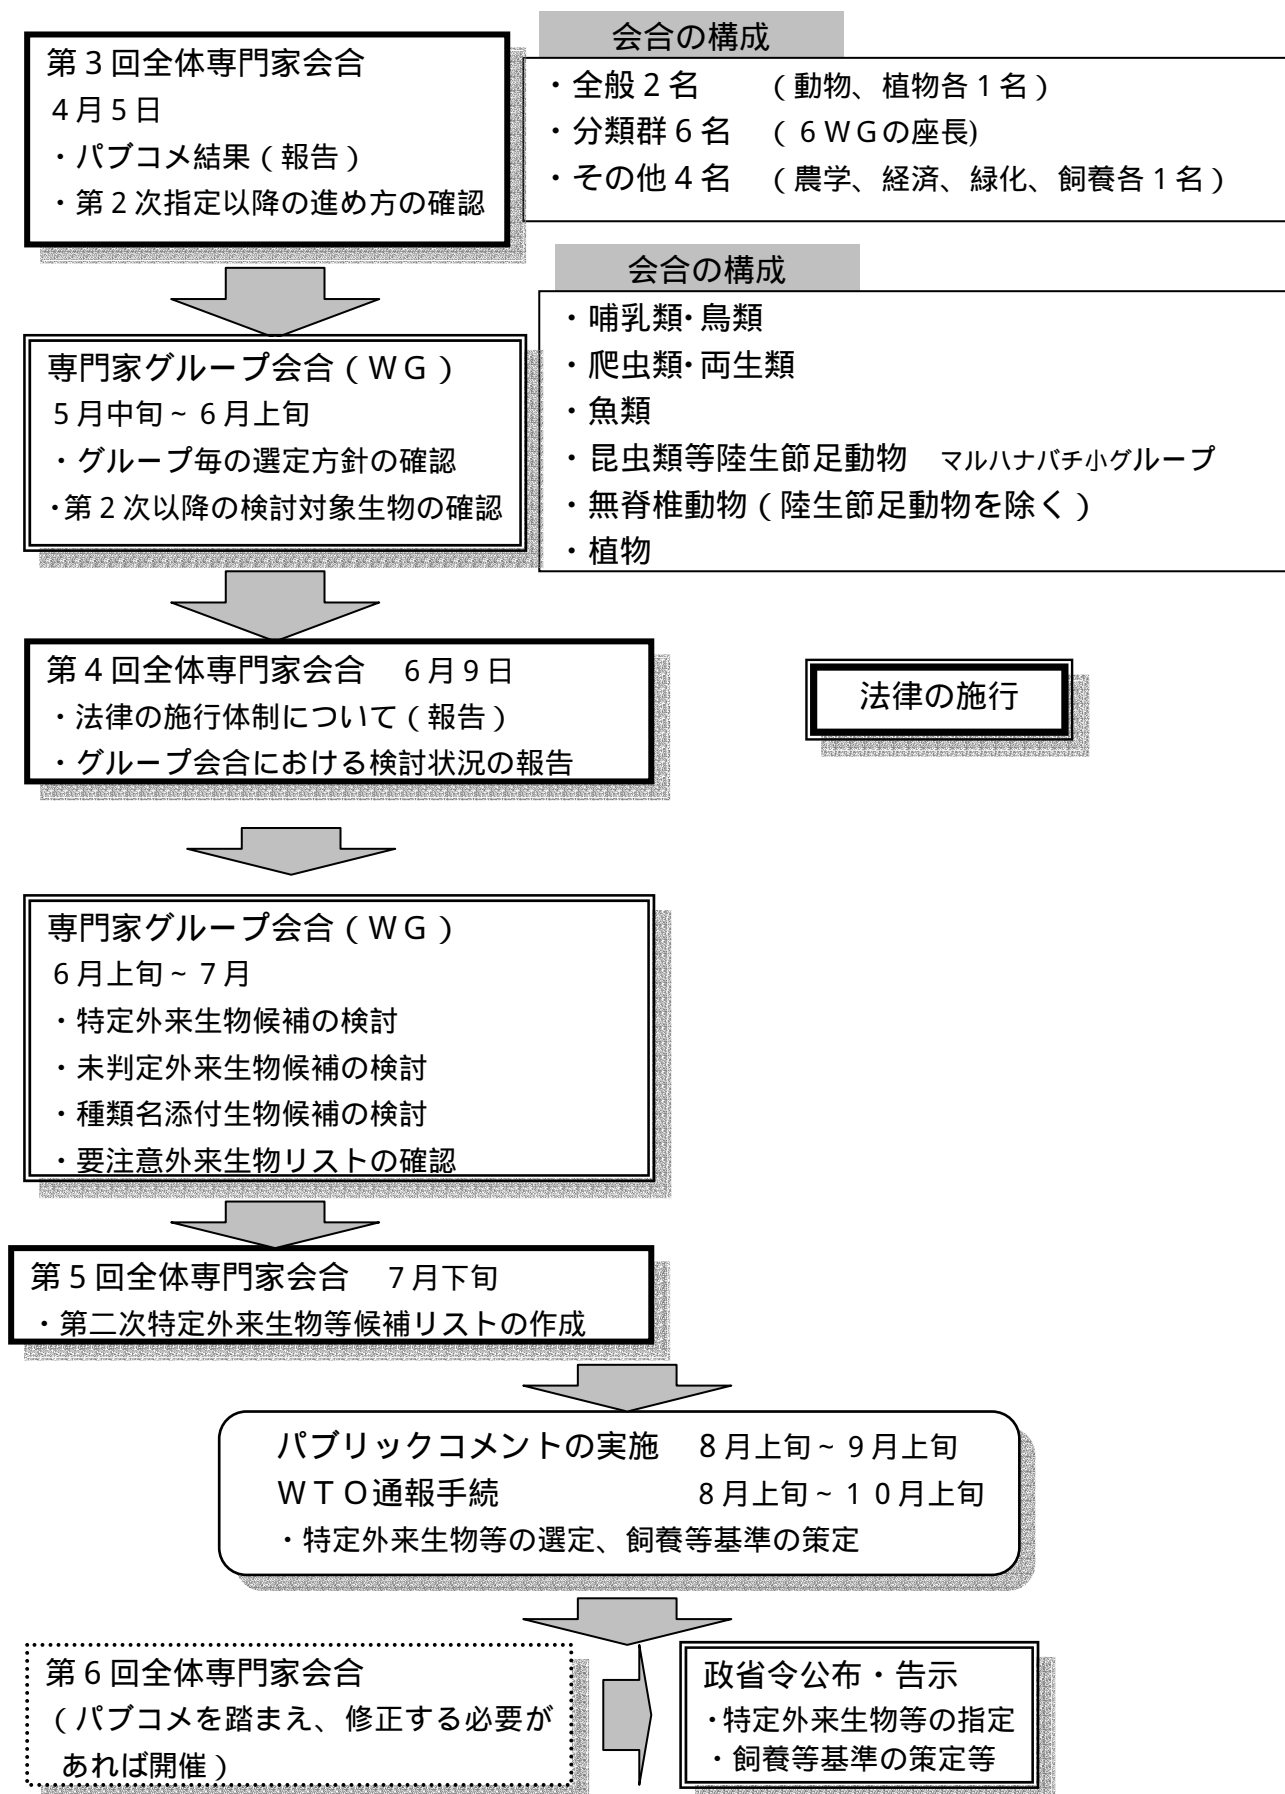 第３回全体専門家会合
４月５日
・パブコメ結果（報告）
・第２次指定以降の進め方の確認
会合の構成
・全般２名　（動物、植物各１名）
・分類群６名　（６ＷＧの座長)
・その他４名　（農学、経済、緑化、飼養各１名）
専門家グループ会合（ＷＧ）
５月中旬～６月上旬
・グループ毎の選定方針の確認
・第２次以降の検討対象生物の確認
会合の構成
・哺乳類・鳥類
・爬虫類・両生類
・魚類
・昆虫類等陸生節足動物　マルハナバチ小グループ
・無脊椎動物（陸生節足動物を除く）
・植物
第４回全体専門家会合　６月９日
・法律の施行体制について（報告）
・グループ会合における検討状況の報告
法律の施行
専門家グループ会合（ＷＧ）
６月上旬～７月
・特定外来生物候補の検討
・未判定外来生物候補の検討
・種類名添付生物候補の検討
・要注意外来生物リストの確認
第５回全体専門家会合　７月下旬
・第二次特定外来生物等候補リストの作成
パブリックコメントの実施　８月上旬～９月上旬
ＷＴＯ通報手続　８月上旬～１０月上旬
・特定外来生物等の選定、飼養等基準の策定
第６回全体専門家会合
（パブコメを踏まえ、修正する必要が
あれば開催）
政省令公布・告示
・特定外来生物等の指定
・飼養等基準の策定等